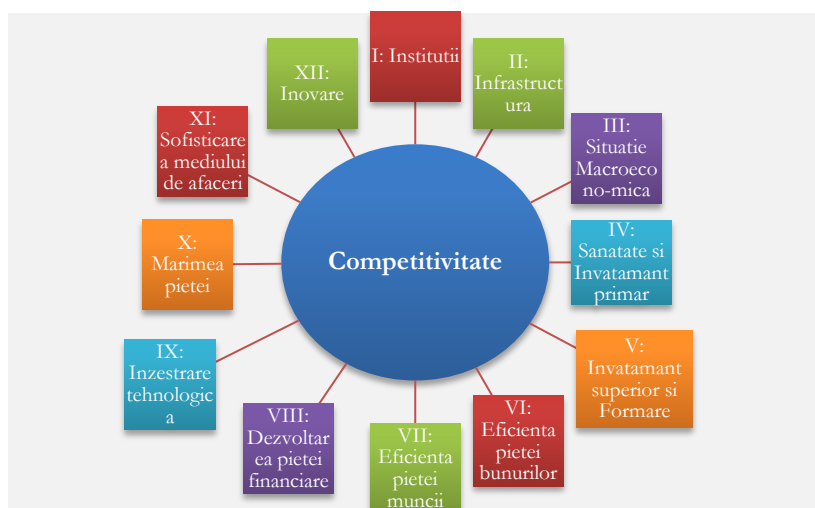 I: Institutii
II:
Infrastruct
ura
III:
Situatie
Macroeco
no-mica
IV:
Sanatate si
Invatamant
primar
V:
Invatamant
superior si
Formare
VI:
Eficienta
pietei
bunurilor
VII:
Eficienta
pietei
muncii
VIII:
Dezvoltar
ea pietei
financiare
IX:
Inzestrare
tehnologic
a
X:
Marimea
pietei
XI:
Sofisticare
a mediului
de afaceri
XII:
Inovare
Competitivitate